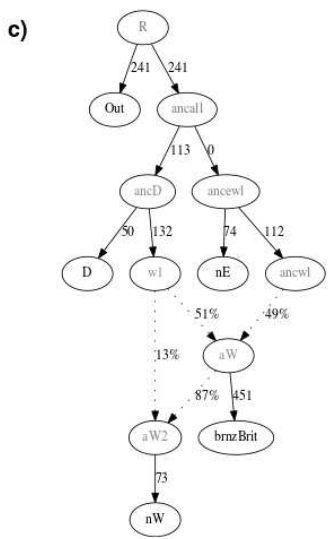 c)
R
241 241
Out ancall
113 0
ancD ancewl
50 132 74 112
D w1 nE ancwl
51% 49%
aW
13% 87% 451
aW2 brnzBrit
73
nW